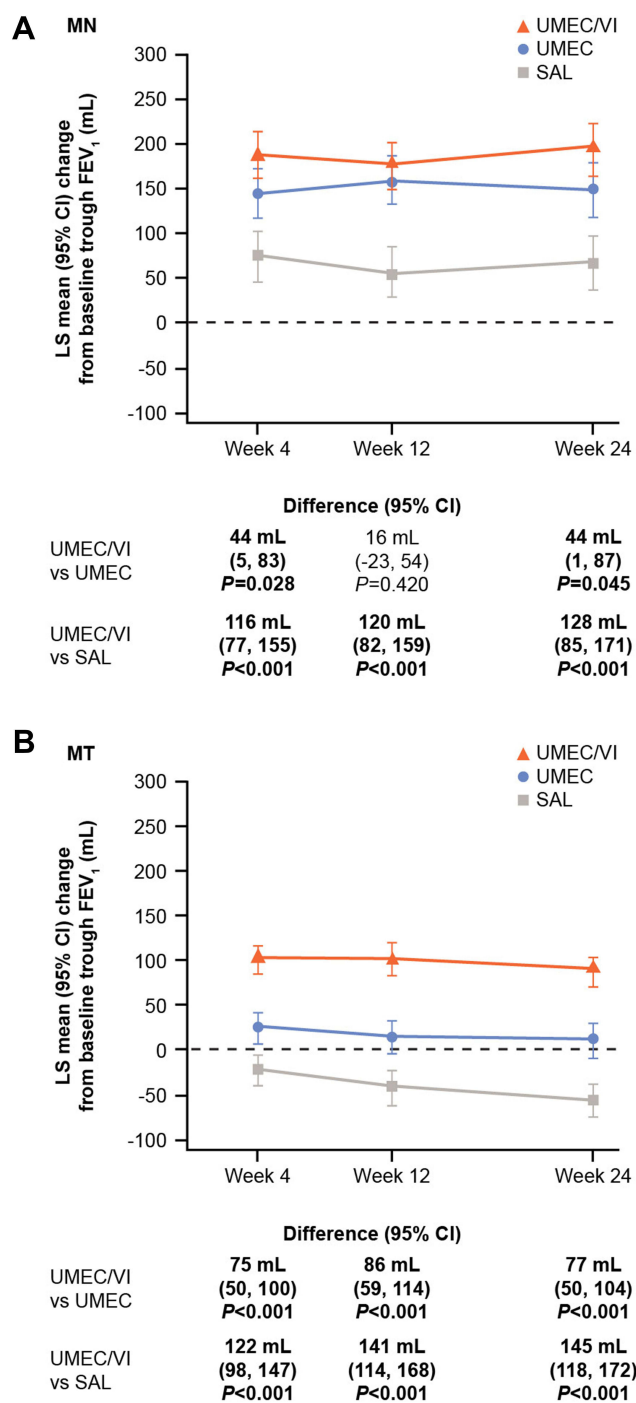 A
MN
UMEC/VI
UMEC
SAL
LS mean (95% CI) change
from baseline trough FEV1 (mL)
300
250
200
150
100
50
0
-50
-100
Week 4 Week 12 Week 24
Difference (95% CI)
UMEC/VI
vs UMEC
44 mL 16 mL 44 mL
(5, 83) (-23, 54) (1, 87)
P=0.028 P=0.420 P=0.045
UMEC/VI
vs SAL
116 mL 120 mL 128 mL
(77, 155) (82, 159) (85, 171)
P<0.001 P<0.001 P<0.001
B
MT
UMEC/VI
UMEC
SAL
LS mean (95% CI) change
from baseline trough FEV1 (mL)
300
250
200
150
100
50
0
-50
-100
Week 4 Week 12 Week 24
Difference (95% CI)
UMEC/VI
vs UMEC
75 mL 86 mL 77 mL
(50, 100) (59, 114) (50, 104)
P<0.001 P<0.001 P<0.001
UMEC/VI
vs SAL
122 mL 141 mL 145 mL
(98, 147) (114, 168) (118, 172)
P<0.001 P<0.001 P<0.001